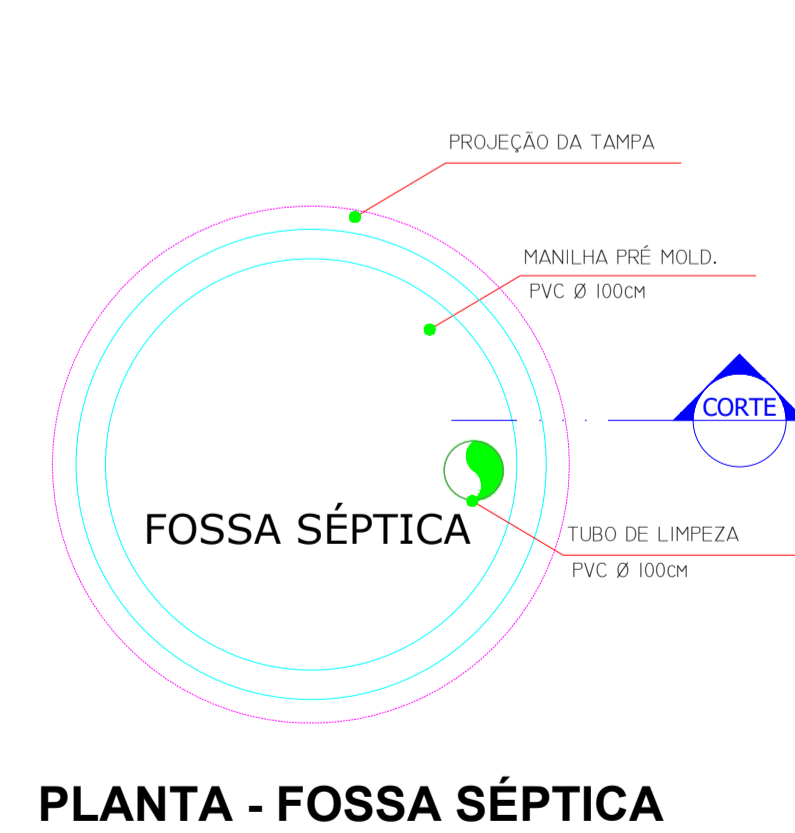 PROJEÇÃO DA TAMPA
MANILHA PRÉ MOLD.
PVC Ø 100CM
CORTE
FOSSA SÉPTICA
TUBO DE LIMPEZA
PVC Ø 100CM
PLANTA - FOSSA SÉPTICA